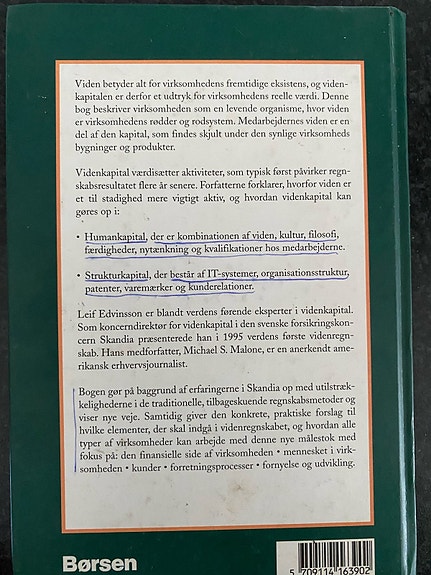 Viden betyder alt for virksomhedens fremtidige eksistens, og viden-
kapitalen er derfor et udtryk for virksomhedens reelle værdi. Denne
bog beskriver virksomheden som en levende organisme, hvor viden
er virksomhedens rødder og rodsystem. Medarbejdernes viden er en
del af den kapital, som findes skjult under den synlige virksomheds
bygninger og produkter.
Videnkapital værdisætter aktiviteter, som typisk først påvirker regn-
skabsresultatet flere år senere. Forfatterne forklarer, hvorfor viden er
et til stadighed mere vigtigt aktiv, og hvordan videnkapital kan
gøres op i:
• Humankapital, der er kombinationen af viden, kultur, filosofi,
færdigheder, nytænkning og kvalifikationer hos medarbejderne.
• Strukturkapital, der består af IT-systemer, organisationsstruktur,
patenter, varemærker og kunderelationer.
Leif Edvinsson er blandt verdens førende eksperter i videnkapital.
Som koncerndirektør for videnkapital i den svenske forsikringskon-
cern Skandia præsenterede han i 1995 verdens første videnregn-
skab. Hans medforfatter, Michael S. Malone, er en anerkendt ame-
rikansk erhvervsjournalist.
Bogen gør på baggrund af erfaringerne i Skandia op med utilstræk-
kelighederne i de traditionelle, tilbageskuende regnskabsmetoder og
viser nye veje. Samtidig giver den konkrete, praktiske forslag til
hvilke elementer, der skal indgå i videnregnskabet, og hvordan alle
typer af virksomheder kan arbejde med denne nye målestok med
fokus på: den finansielle side af virksomheden • mennesket i virk-
somheden • kunder • forretningsprocesser • fornyelse og udvikling.
Børsen
5 709114 163902